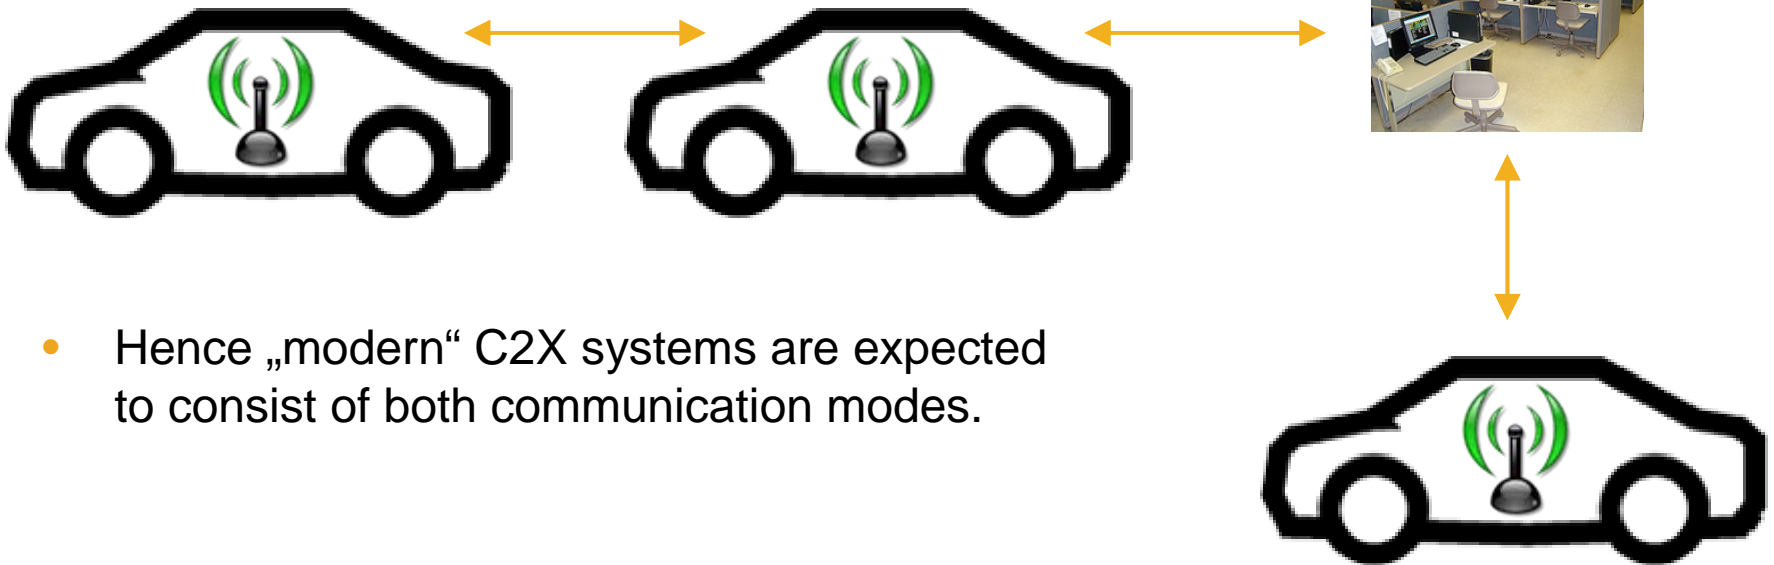 • Hence „modern“ C2X systems are expected
to consist of both communication modes.